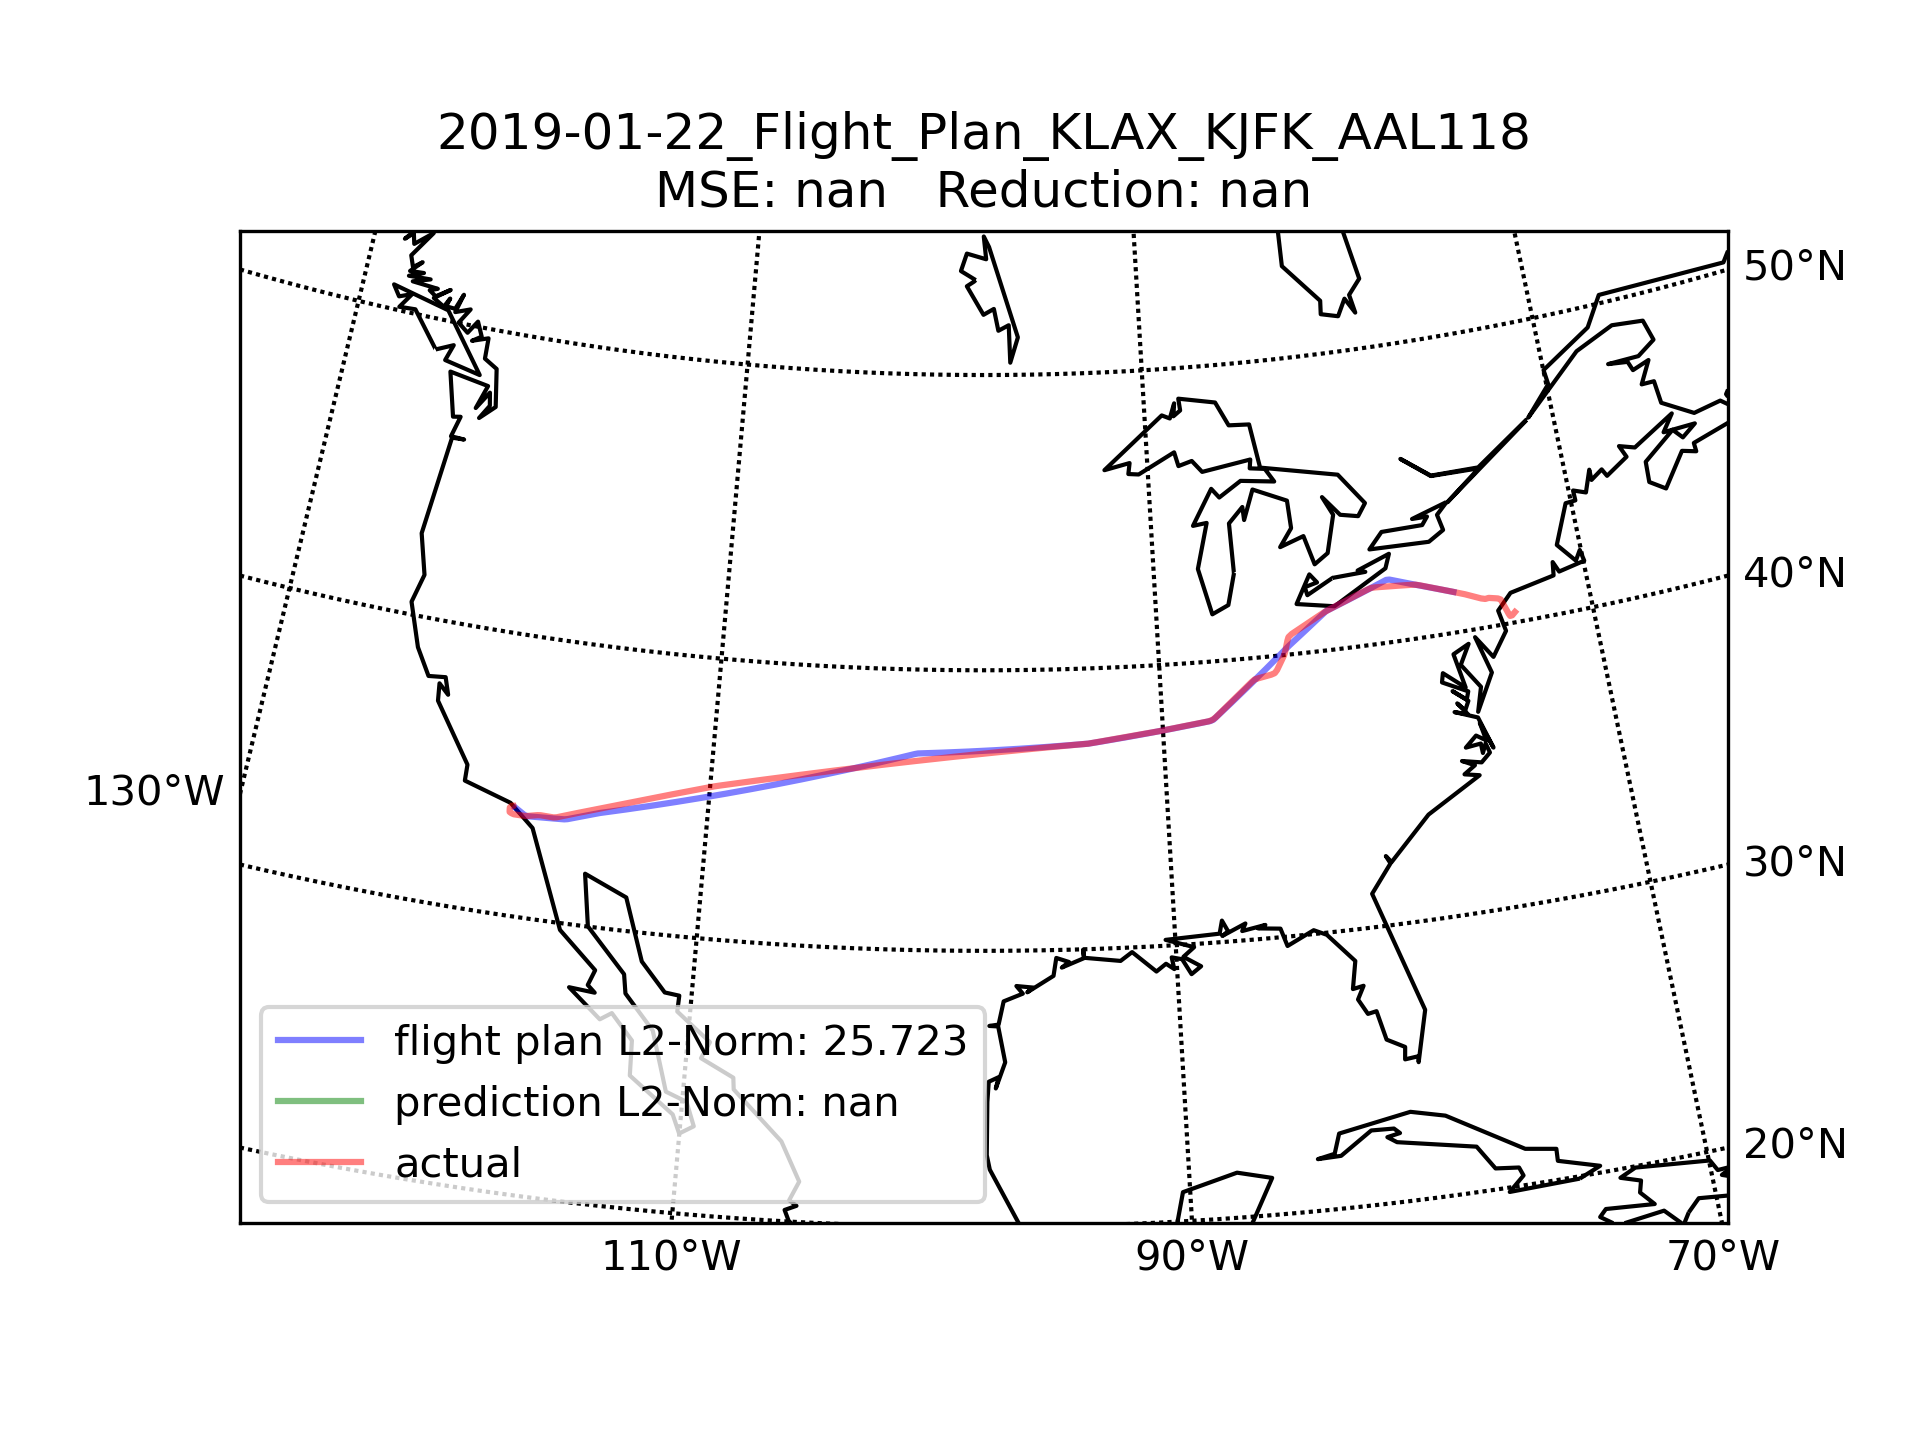 2019-01-22_Flight_Plan_KLAX_KJFK_AAL118
MSE: nan   Reduction: nan
50°N
40°N
130°W
30°N
flight plan L2-Norm: 25.723
prediction L2-Norm: nan
actual
20°N
110°W
90°W
70°W